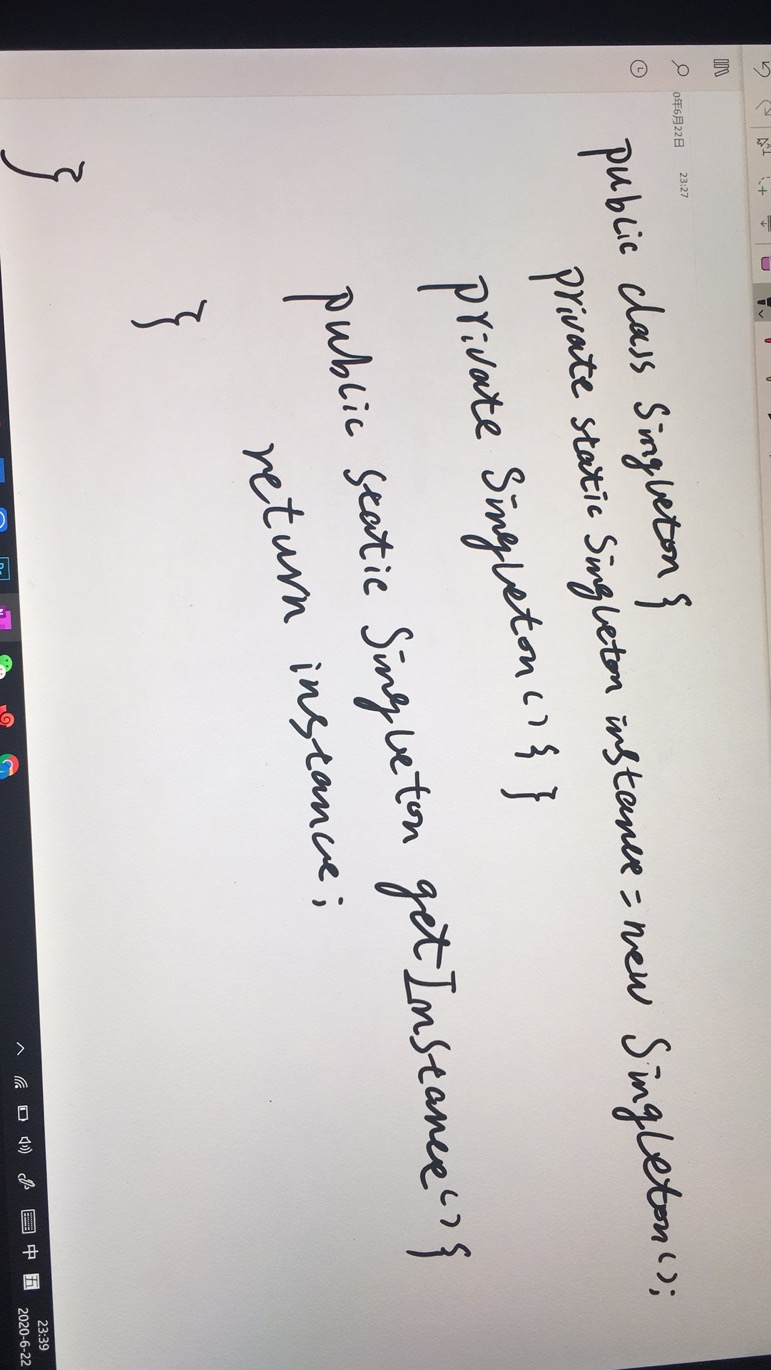 0年6月22日 23:27
public class Singleton{
private static Singleton instance = new Singleton();
private Singleton(){ }
public static Singleton getInstance(){
return instance;
}
}
中
23:39
2020-6-22